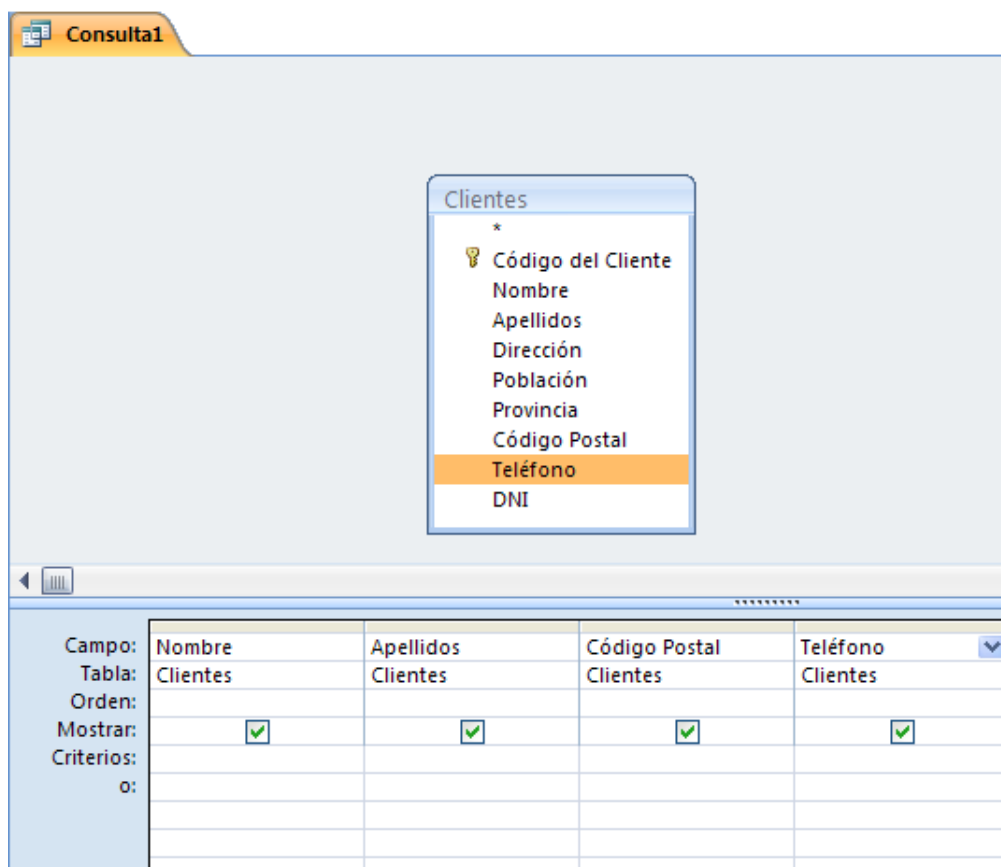 Consulta1
Clientes
*
Código del Cliente
Nombre
Apellidos
Dirección
Población
Provincia
Código Postal
Teléfono
DNI
Campo: Nombre Apellidos Código Postal Teléfono
Tabla: Clientes Clientes Clientes Clientes
Orden:
Mostrar:
Criterios:
o: